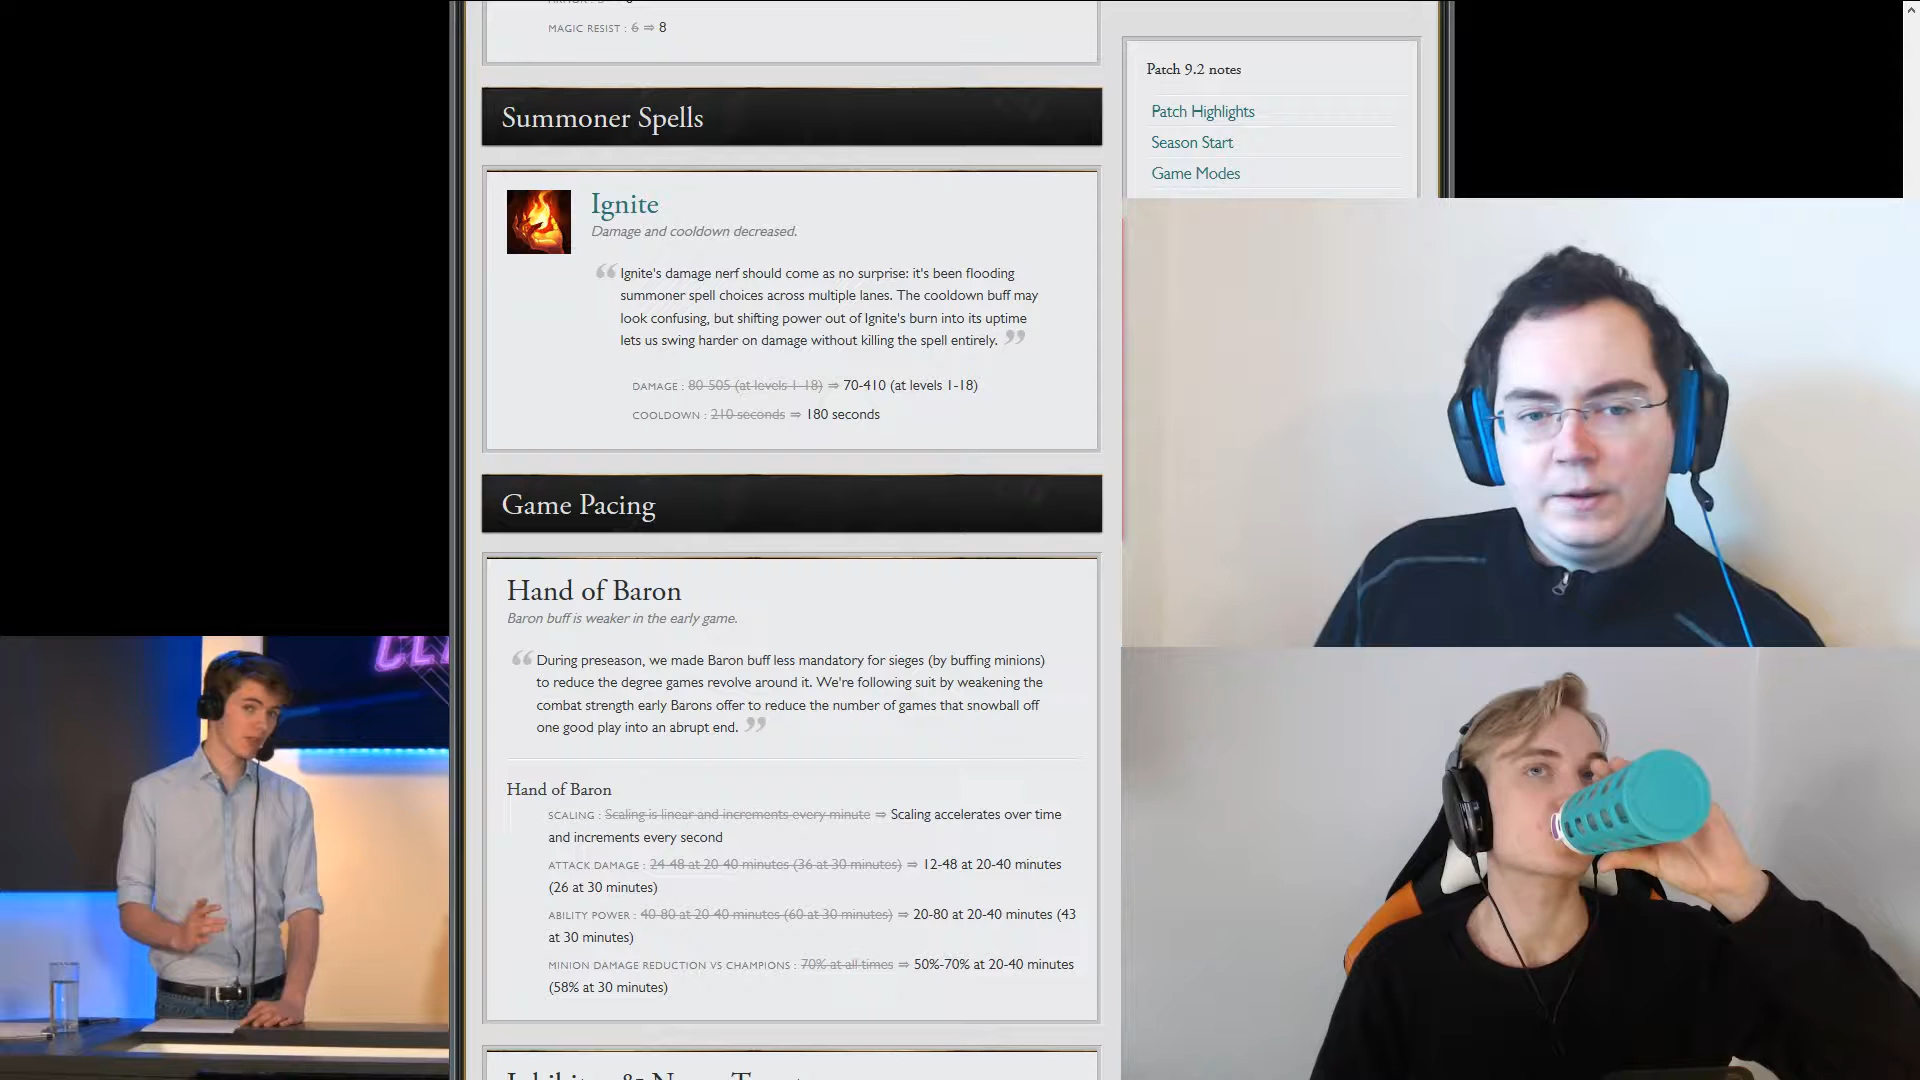 MAGIC RESIST : 6 ⇒ 8
Summoner Spells
Ignite
Damage and cooldown decreased.
“ Ignite's damage nerf should come as no surprise: it's been flooding
summoner spell choices across multiple lanes. The cooldown buff may
look confusing, but shifting power out of Ignite's burn into its uptime
lets us swing harder on damage without killing the spell entirely. ”
DAMAGE : 80-505 (at levels 1-18) ⇒ 70-410 (at levels 1-18)
COOLDOWN : 210 seconds ⇒ 180 seconds
Game Pacing
Hand of Baron
Baron buff is weaker in the early game.
“ During preseason, we made Baron buff less mandatory for sieges (by buffing minions)
to reduce the degree games revolve around it. We're following suit by weakening the
combat strength early Barons offer to reduce the number of games that snowball off
one good play into an abrupt end. ”
Hand of Baron
SCALING : Scaling is linear and increments every minute ⇒ Scaling accelerates over time
and increments every second
ATTACK DAMAGE : 24-48 at 20-40 minutes (36 at 30 minutes) ⇒ 12-48 at 20-40 minutes
(26 at 30 minutes)
ABILITY POWER : 40-80 at 20-40 minutes (60 at 30 minutes) ⇒ 20-80 at 20-40 minutes (43
at 30 minutes)
MINION DAMAGE REDUCTION VS CHAMPIONS : 70% at all times ⇒ 50%-70% at 20-40 minutes
(58% at 30 minutes)
Patch 9.2 notes
Patch Highlights
Season Start
Game Modes